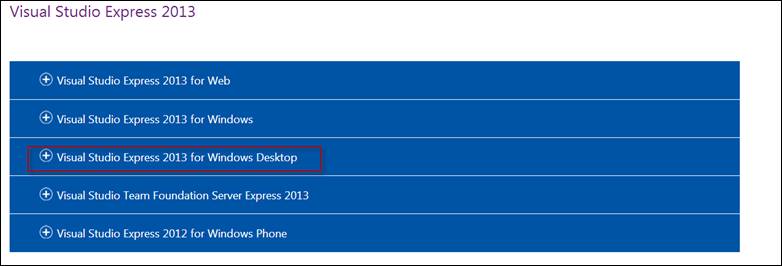 Visual Studio Express 2013
Visual Studio Express 2013 for Web
Visual Studio Express 2013 for Windows
Visual Studio Express 2013 for Windows Desktop
Visual Studio Team Foundation Server Express 2013
Visual Studio Express 2012 for Windows Phone